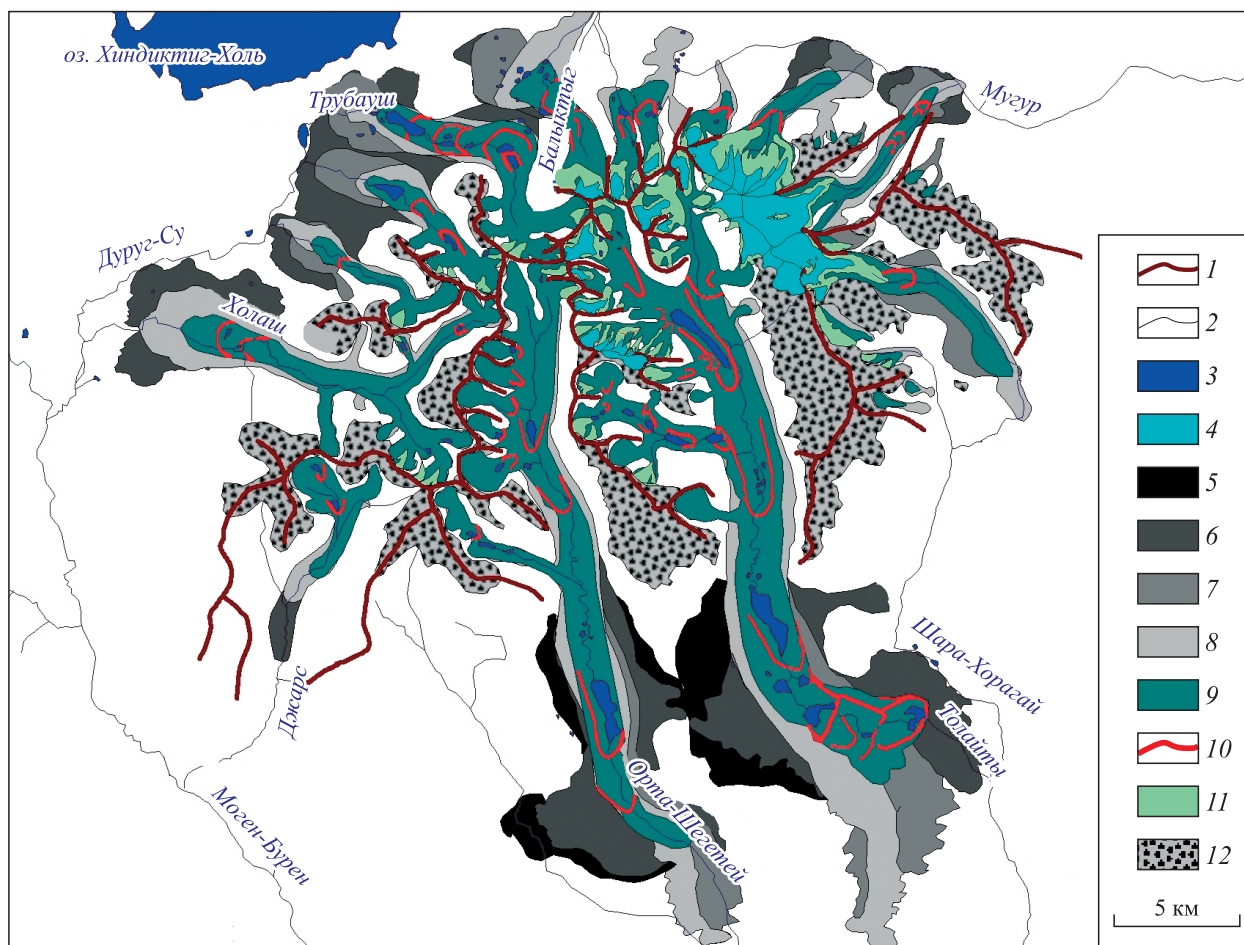 оз. Хиндиктиг-Холь
Трубауш
Балыктыг
Мугур
Дуруг-Су
Холаш
Джарс
Моген-Бурен
Орта-Шегетей
Шара-Хорагай
Толайты
1
2
3
4
5
6
7
8
9
10
11
12
5 км